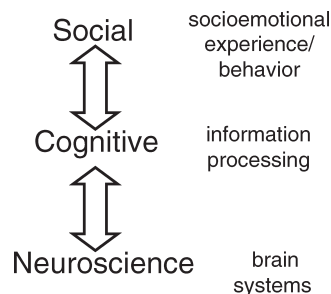 Social
socioemotional
experience/
behavior
Cognitive
information
processing
Neuroscience
brain
systems